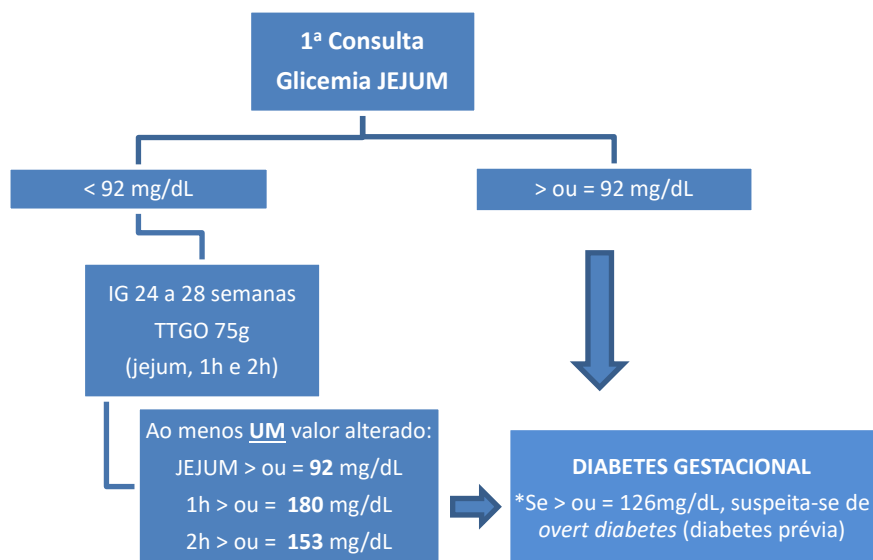 1ª Consulta
Glicemia JEJUM
< 92 mg/dL
> ou = 92 mg/dL
IG 24 a 28 semanas
TTGO 75g
(jejum, 1h e 2h)
Ao menos UM valor alterado:
JEJUM > ou = 92 mg/dL
1h > ou = 180 mg/dL
2h > ou = 153 mg/dL
DIABETES GESTACIONAL
*Se > ou = 126mg/dL, suspeita-se de
overt diabetes (diabetes prévia)